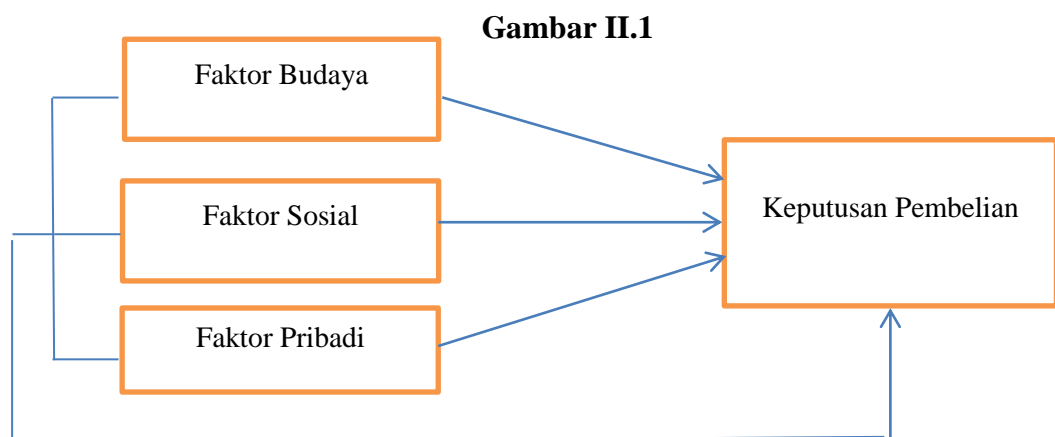 Gambar II.1
Faktor Budaya
Faktor Sosial
Keputusan Pembelian
Faktor Pribadi